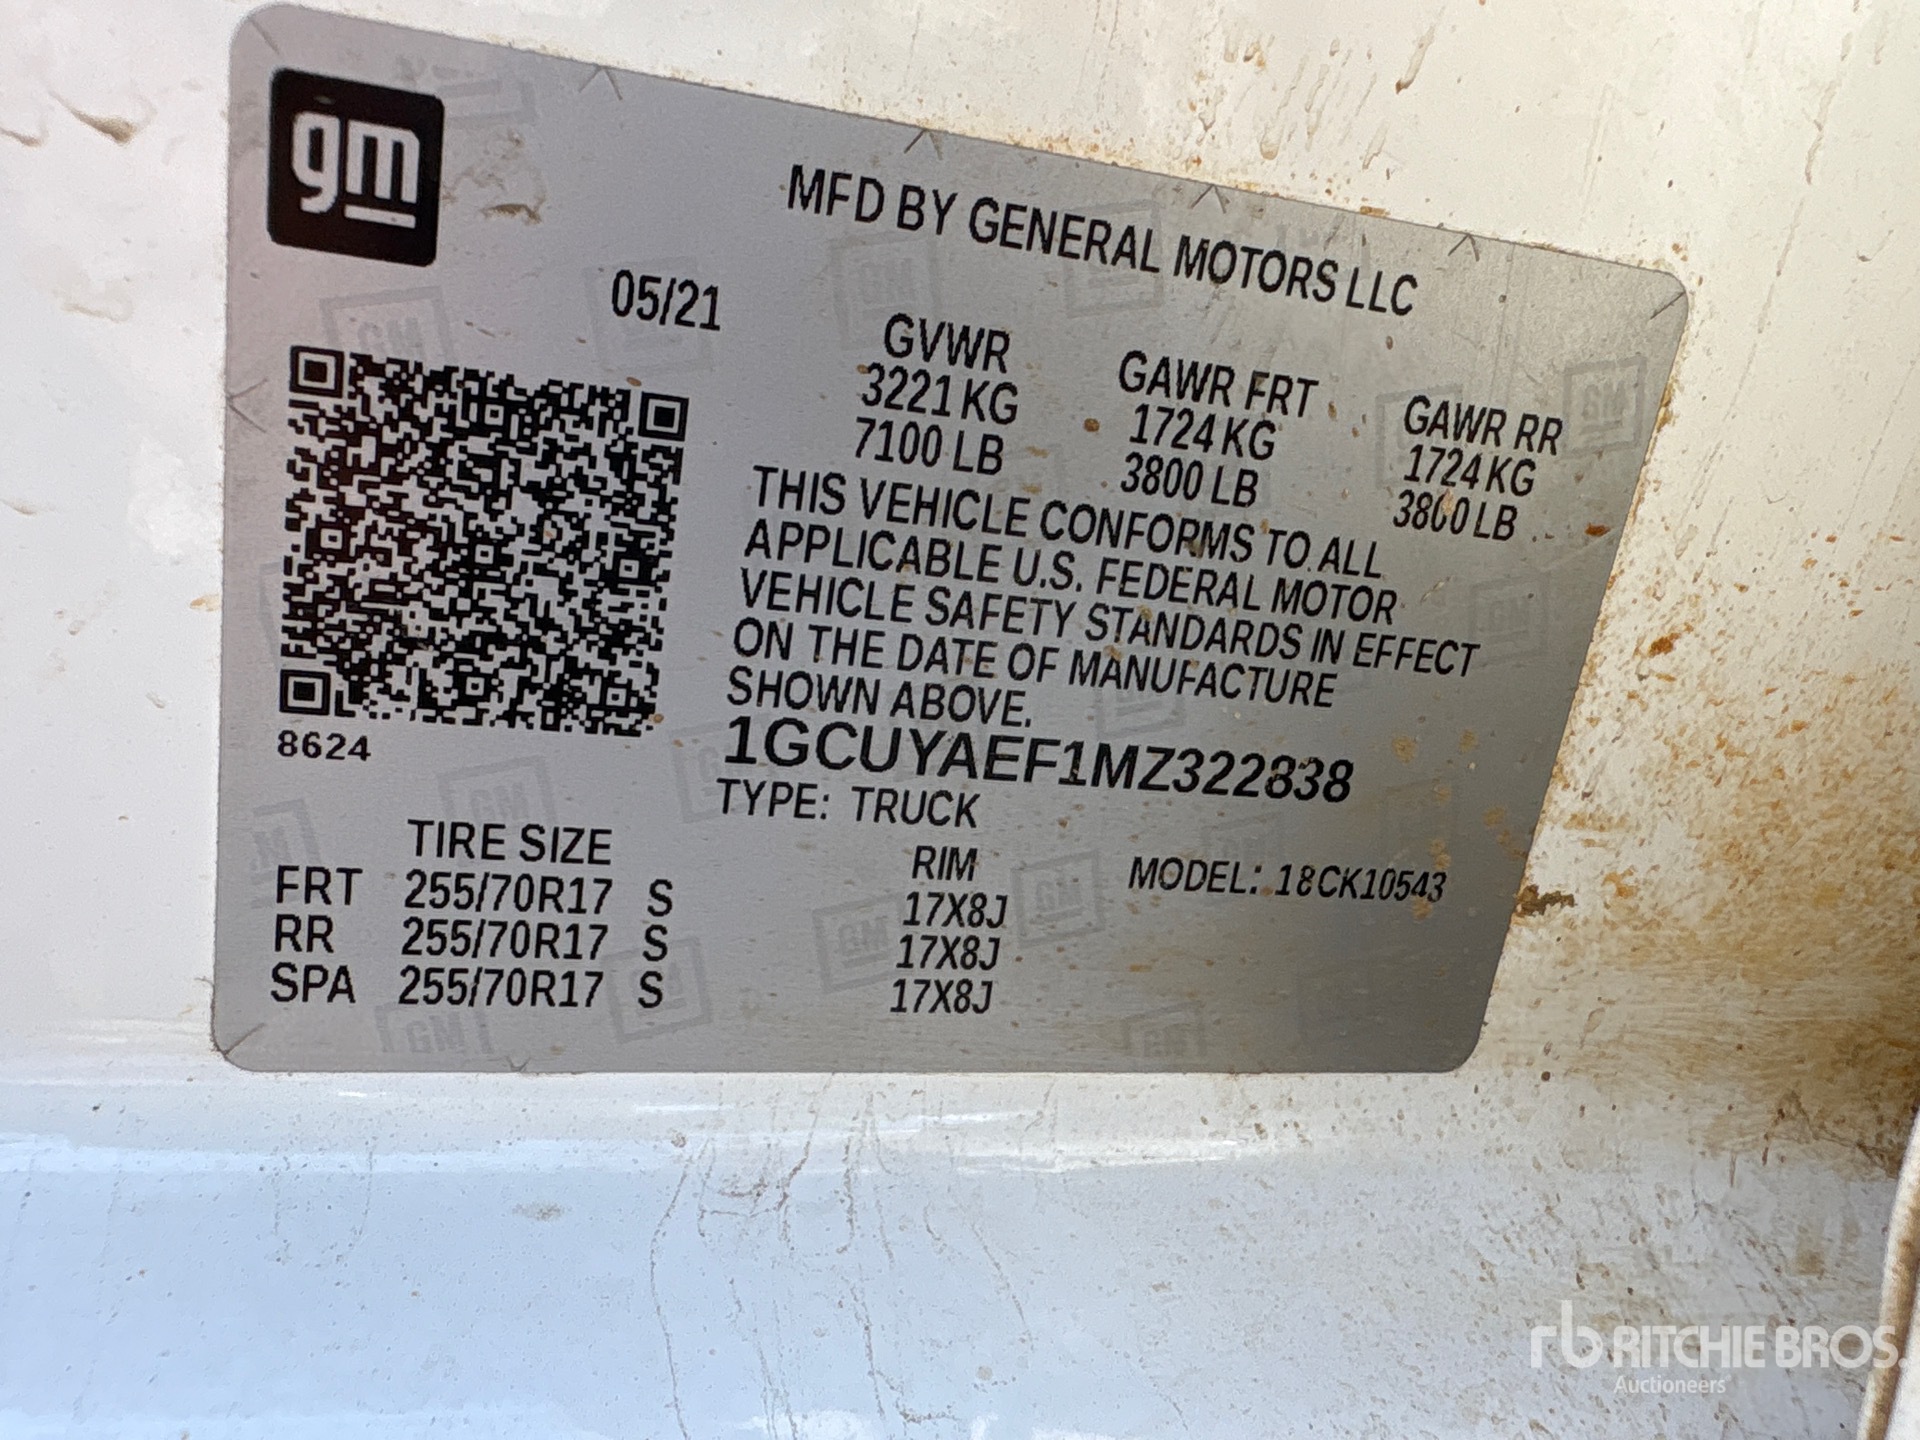 gm
MFD BY GENERAL MOTORS LLC
05/21
GVWR GAWR FRT GAWR RR
3221 KG 1724 KG 1724 KG
7100 LB 3800 LB 3800 LB
THIS VEHICLE CONFORMS TO ALL
APPLICABLE U.S. FEDERAL MOTOR
VEHICLE SAFETY STANDARDS IN EFFECT
ON THE DATE OF MANUFACTURE
SHOWN ABOVE.
8624
1GCUYAEF1MZ322838
TYPE: TRUCK
TIRE SIZE RIM MODEL: 18CK10543
FRT 255/70R17 S 17X8J
RR 255/70R17 S 17X8J
SPA 255/70R17 S 17X8J
rb RITCHIE BROS.
Auctioneers